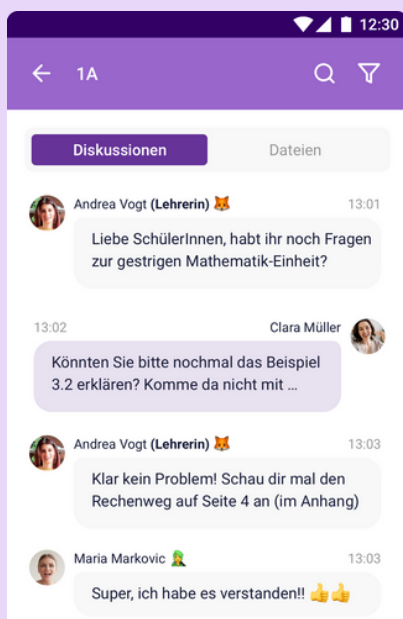 12:30
1A
Diskussionen
Dateien
Andrea Vogt (Lehrerin) 🦊 13:01
Liebe SchülerInnen, habt ihr noch Fragen
zur gestrigen Mathematik-Einheit?
13:02 Clara Müller
Könnten Sie bitte nochmal das Beispiel
3.2 erklären? Komme da nicht mit ...
Andrea Vogt (Lehrerin) 🦊 13:03
Klar kein Problem! Schau dir mal den
Rechenweg auf Seite 4 an (im Anhang)
Maria Markovic 🧝‍♀️ 13:03
Super, ich habe es verstanden!! 👍👍